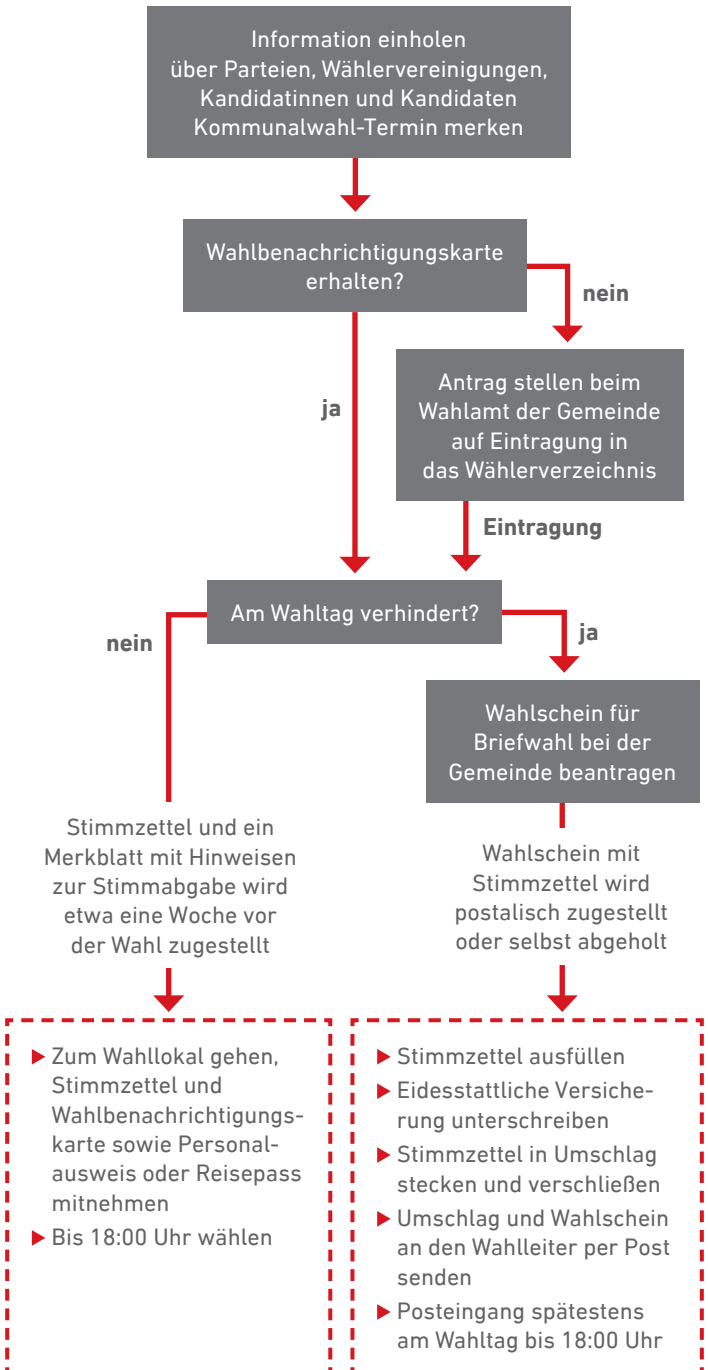 Information einholen
über Parteien, Wählervereinigungen,
Kandidatinnen und Kandidaten
Kommunalwahl-Termin merken
Wahlbenachrichtigungskarte
erhalten?
nein
ja
Antrag stellen beim
Wahlamt der Gemeinde
auf Eintragung in
das Wählerverzeichnis
Eintragung
Am Wahltag verhindert?
nein
ja
Wahlschein für
Briefwahl bei der
Gemeinde beantragen
Stimmzettel und ein
Merkblatt mit Hinweisen
zur Stimmabgabe wird
etwa eine Woche vor
der Wahl zugestellt
Wahlschein mit
Stimmzettel wird
postalisch zugestellt
oder selbst abgeholt
Zum Wahllokal gehen,
Stimmzettel und
Wahlbenachrichtigungs-
karte sowie Personal-
ausweis oder Reisepass
mitnehmen
Bis 18:00 Uhr wählen
Stimmzettel ausfüllen
Eidesstattliche Versiche-
rung unterschreiben
Stimmzettel in Umschlag
stecken und verschließen
Umschlag und Wahlschein
an den Wahlleiter per Post
senden
Posteingang spätestens
am Wahltag bis 18:00 Uhr